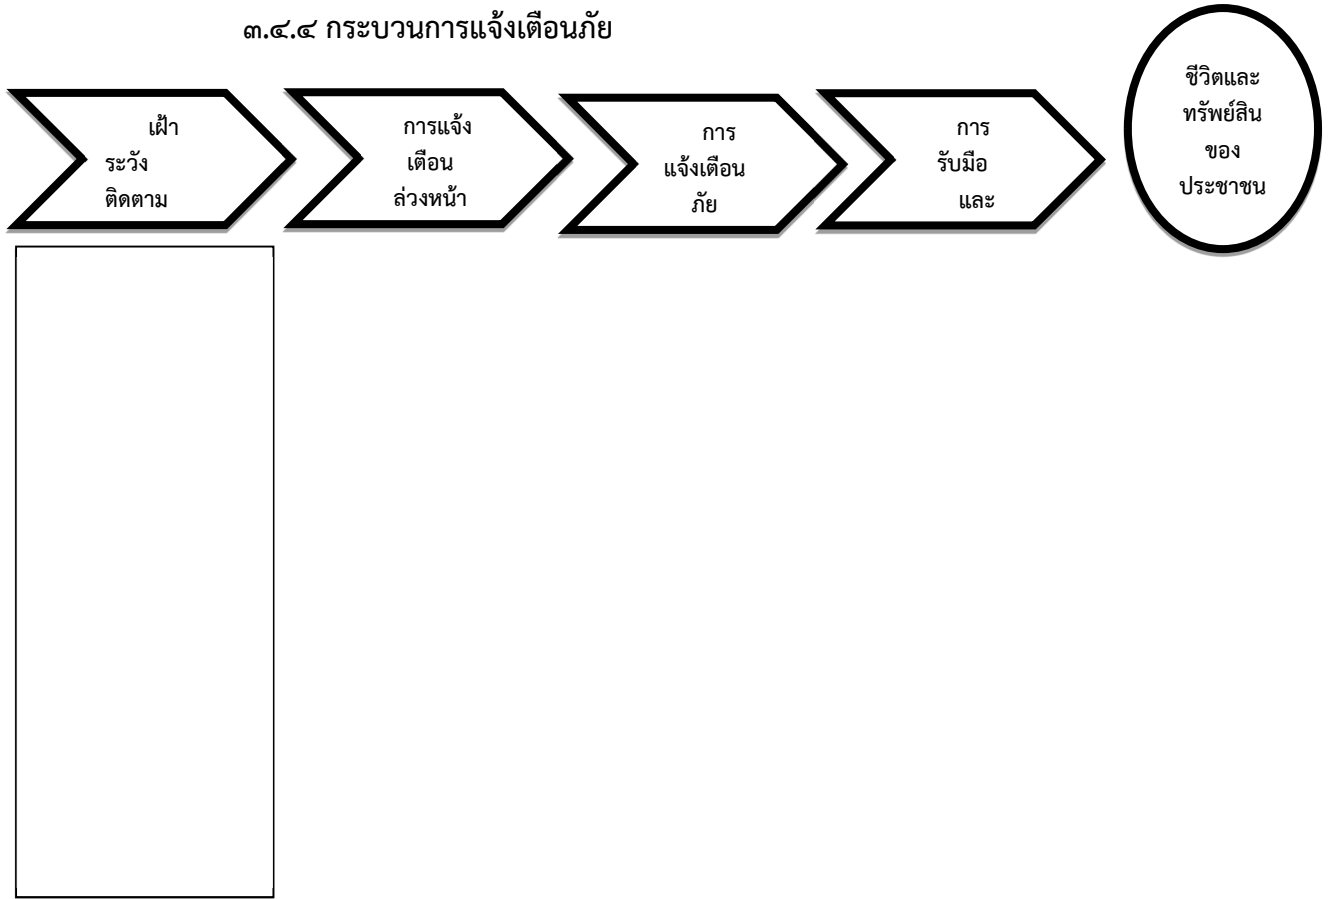 ๓.๔.๔ กระบวนการแจ้งเตือนภัย
เฝ้า
ระวัง
ติดตาม
การแจ้ง
เตือน
ล่วงหน้า
การ
แจ้งเตือน
ภัย
การ
รับมือ
และ
ชีวิตและ
ทรัพย์สิน
ของ
ประชาชน